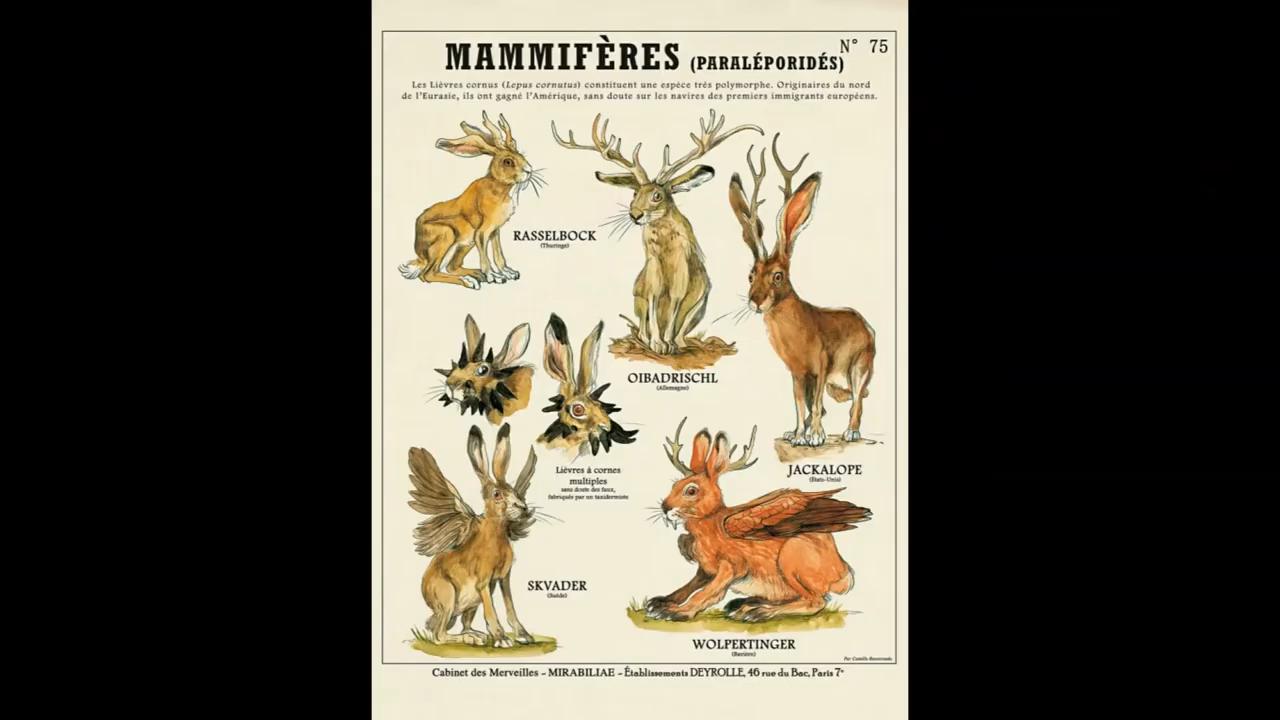 N° 75
MAMMIFÈRES (PARALÉPORIDÉS)
Les Lièvres cornus (Lepus cornutus) constituent une espèce très polymorphe. Originaires du nord
de l'Eurasie, ils ont gagné l'Amérique, sans doute sur les navires des premiers immigrants européens.
RASSELBOCK
(Thuringe)
OIBADRISCHL
(Allemagne)
JACKALOPE
(États-Unis)
Lièvres à cornes
multiples
sans doute des faux,
fabriqués par un taxidermiste
SKVADER
(Suède)
WOLPERTINGER
(Bavière)
Par Camille Renversade
Cabinet des Merveilles - MIRABILIAE - Établissements DEYROLLE, 46 rue du Bac, Paris 7e